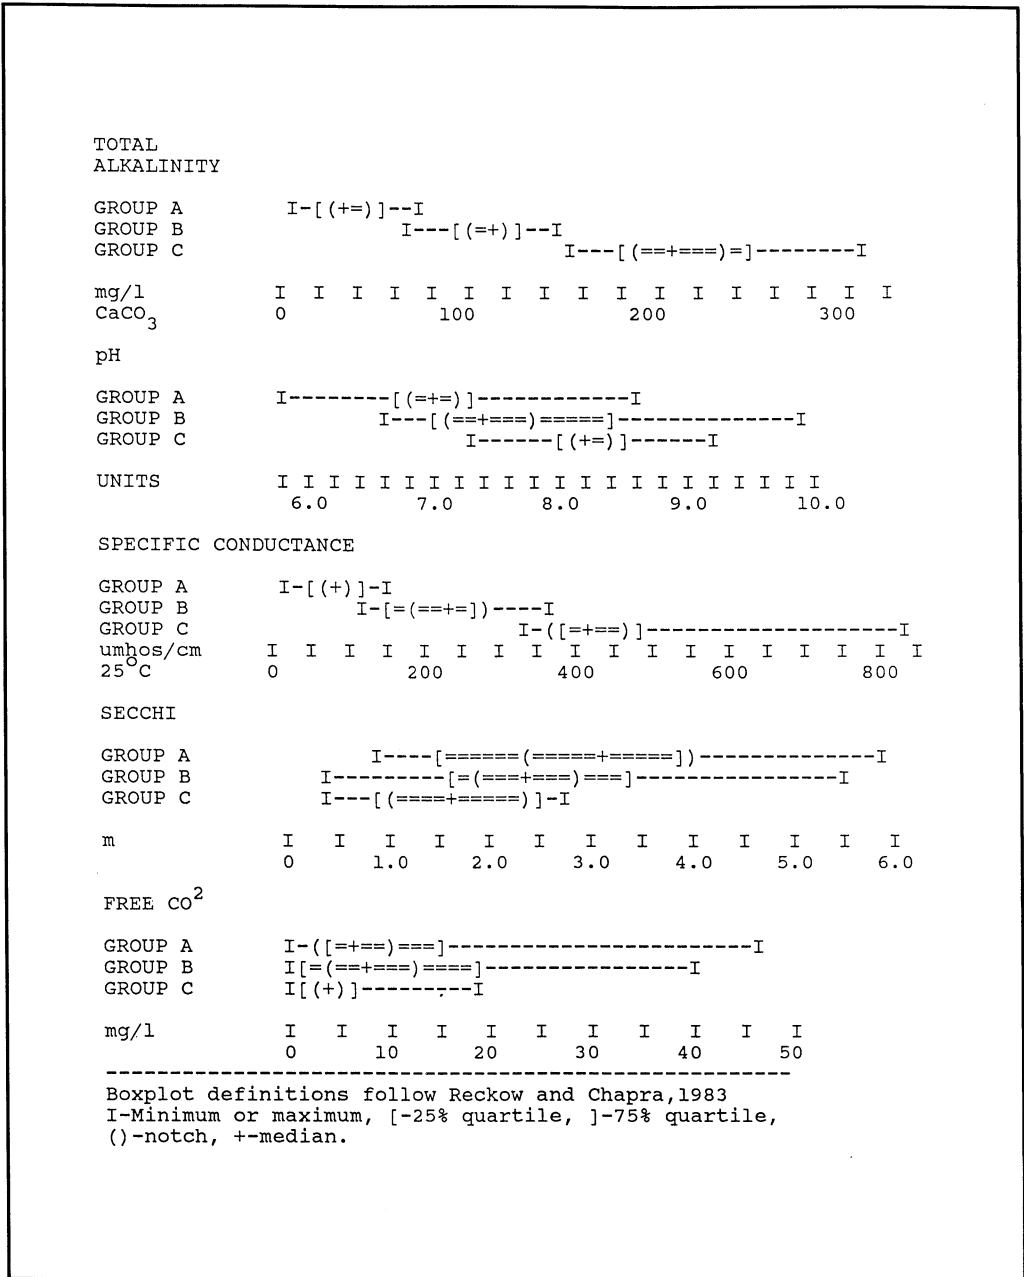 TOTAL
ALKALINITY
GROUP A I-[(+=)]--I
GROUP B I---[(=+)]--I
GROUP C I---[(==+===)=]--------I
mg/l I I I I I I I I I I I I I I I I I
CaCO3 0 100 200 300
pH
GROUP A I--------[(=+=)]------------I
GROUP B I---[(==+===)=====]--------------I
GROUP C I------[(+=)]------I
UNITS I I I I I I I I I I I I I I I I I I I I I I
6.0 7.0 8.0 9.0 10.0
SPECIFIC CONDUCTANCE
GROUP A I-[(+)]-I
GROUP B I-[=(==+=])----I
GROUP C I-([=+==)]--------------------I
umhos/cm I I I I I I I I I I I I I I I I I I
25°C 0 200 400 600 800
SECCHI
GROUP A I----[======(=====+=====])--------------I
GROUP B I---------[=(===+===)===]----------------I
GROUP C I---[(====+=====)]-I
m I I I I I I I I I I I I I
0 1.0 2.0 3.0 4.0 5.0 6.0
FREE CO2
GROUP A I-([=+==)===]------------------------I
GROUP B I[=(==+===)====]----------------I
GROUP C I[(+)]---------I
mg/l I I I I I I I I I I I
0 10 20 30 40 50
------------------------------------------------------
Boxplot definitions follow Reckow and Chapra,1983
I-Minimum or maximum, [-25% quartile, ]-75% quartile,
()-notch, +-median.